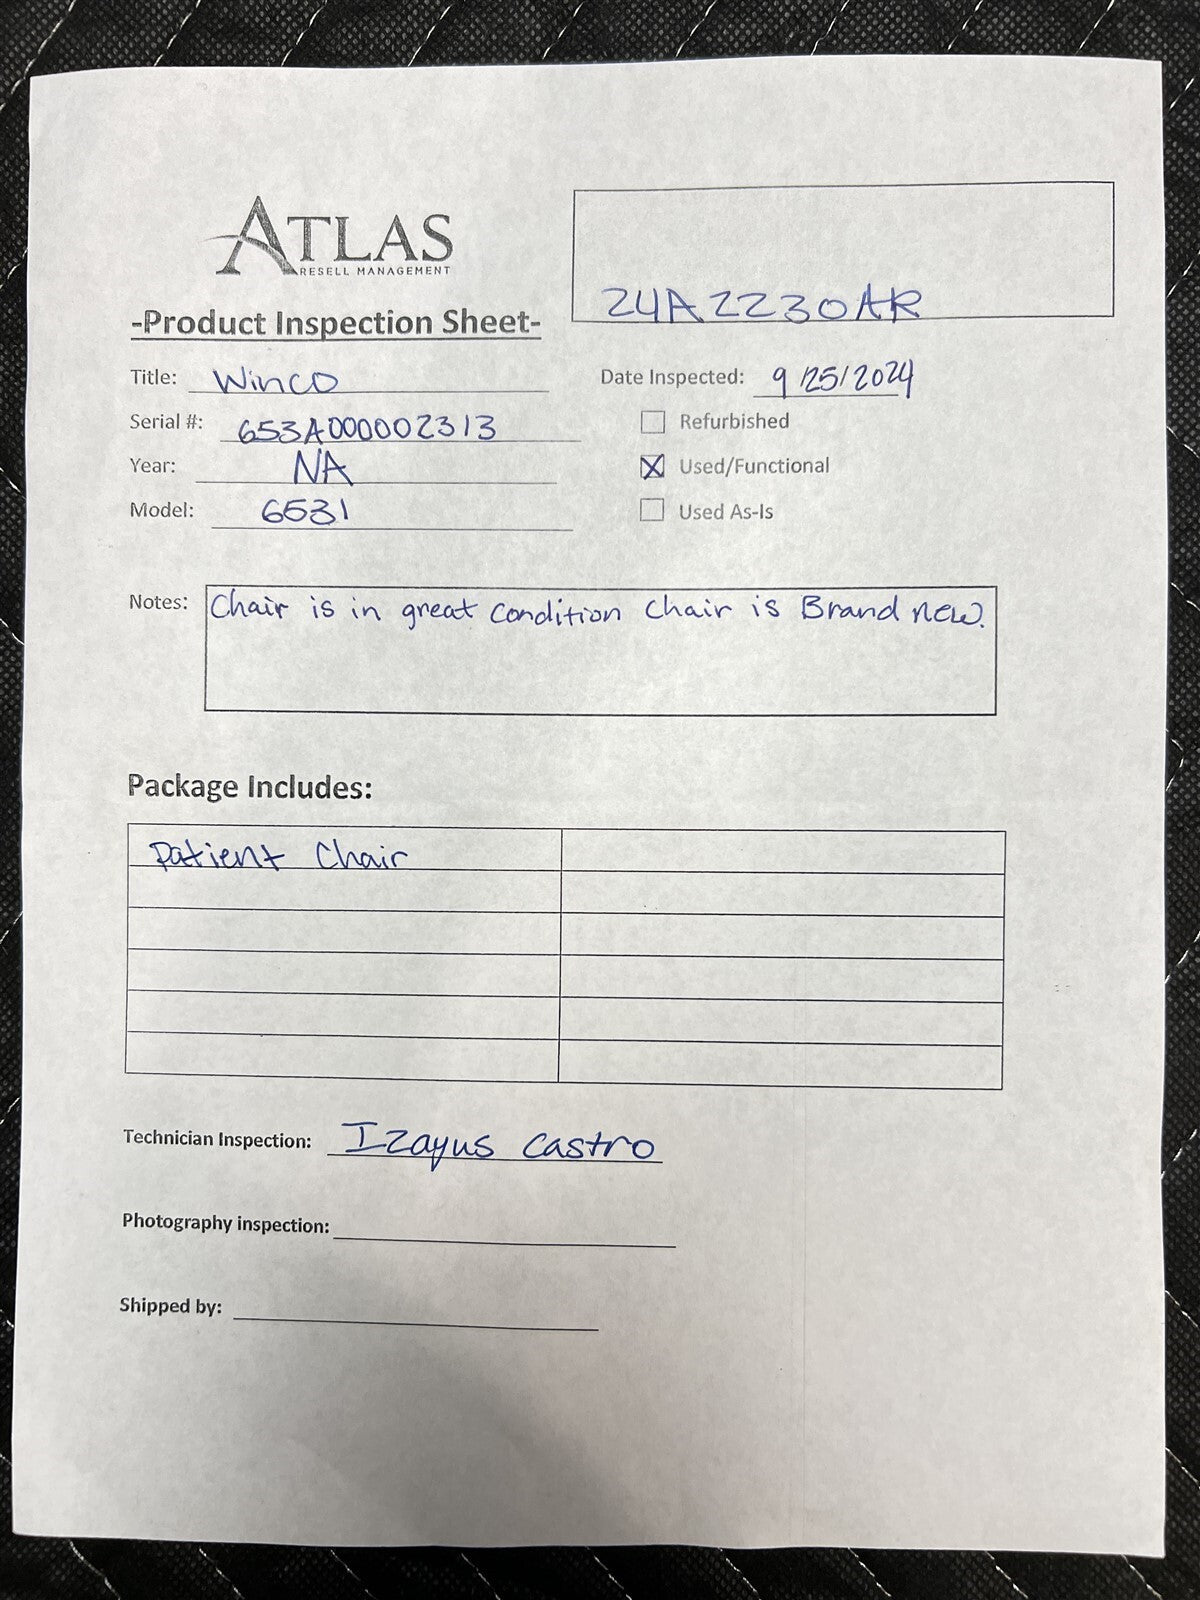 ATLAS
RESELL MANAGEMENT
24A2230AR
-Product Inspection Sheet-
Title: Winco
Date Inspected: 9/25/2024
Serial #: 653A000002313
Refurbished
Year: NA
Used/Functional
Model: 6531
Used As-Is
Notes: Chair is in great condition Chair is Brand new.
Package Includes:
Patient Chair
Technician Inspection: Izayus Castro
Photography inspection:
Shipped by: